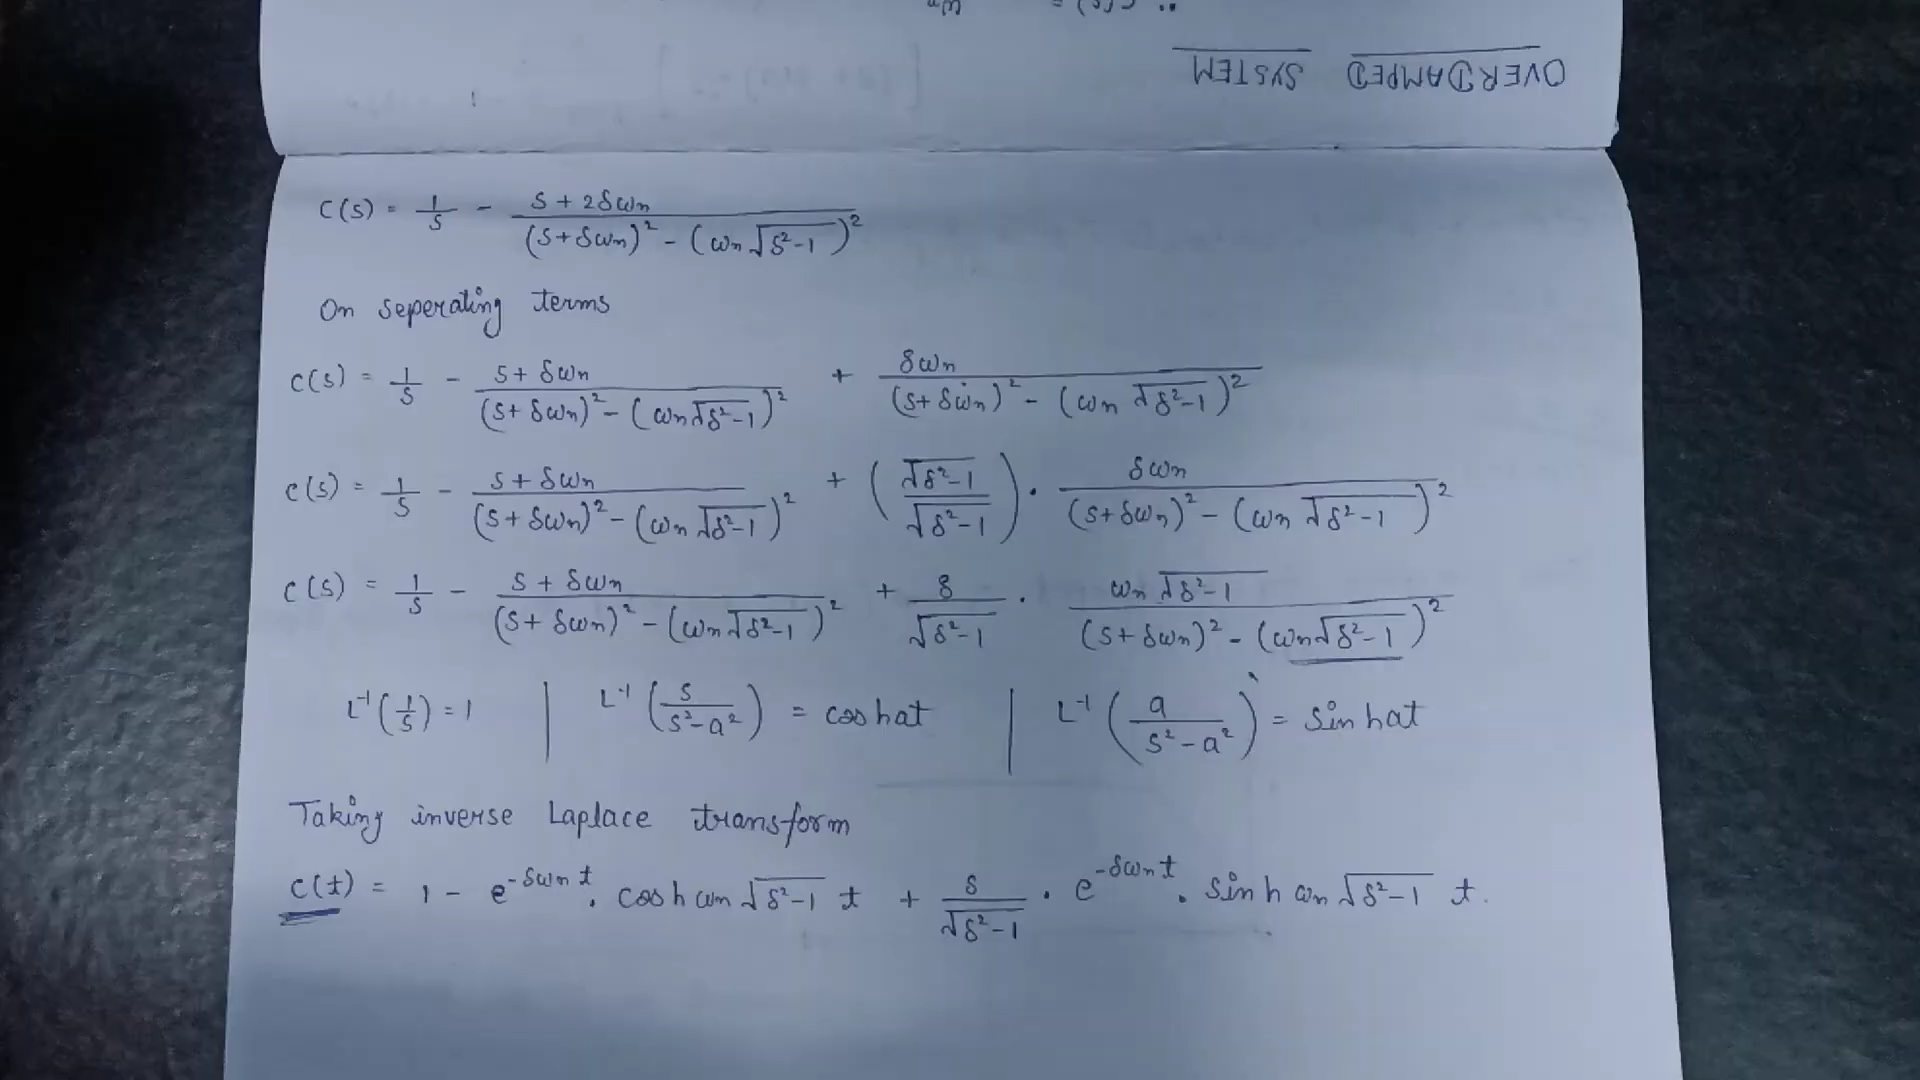 ∴ C(s) = ωn
OVER DAMPED SYSTEM
C(s) = 1/s - (s + 2δωn)/((s+δωn)² - (ωn√(δ²-1))²)
On seperating terms
C(s) = 1/s - (s + δωn)/((s+δωn)² - (ωn√(δ²-1))²) + δωn/((s+δωn)² - (ωn√(δ²-1))²)
C(s) = 1/s - (s + δωn)/((s+δωn)² - (ωn√(δ²-1))²) + (√(δ²-1)/√(δ²-1)) · δωn/((s+δωn)² - (ωn√(δ²-1))²)
C(s) = 1/s - (s + δωn)/((s+δωn)² - (ωn√(δ²-1))²) + δ/√(δ²-1) · ωn√(δ²-1)/((s+δωn)² - (ωn√(δ²-1))²)
L⁻¹(1/s) = 1 | L⁻¹(s/(s²-a²)) = cos hat | L⁻¹(a/(s²-a²)) = sin hat
Taking inverse Laplace transform
C(t) = 1 - e^(-δωnt) . cos h ωn√(δ²-1) t + δ/√(δ²-1) · e^(-δωnt) . sin h ωn√(δ²-1) t.